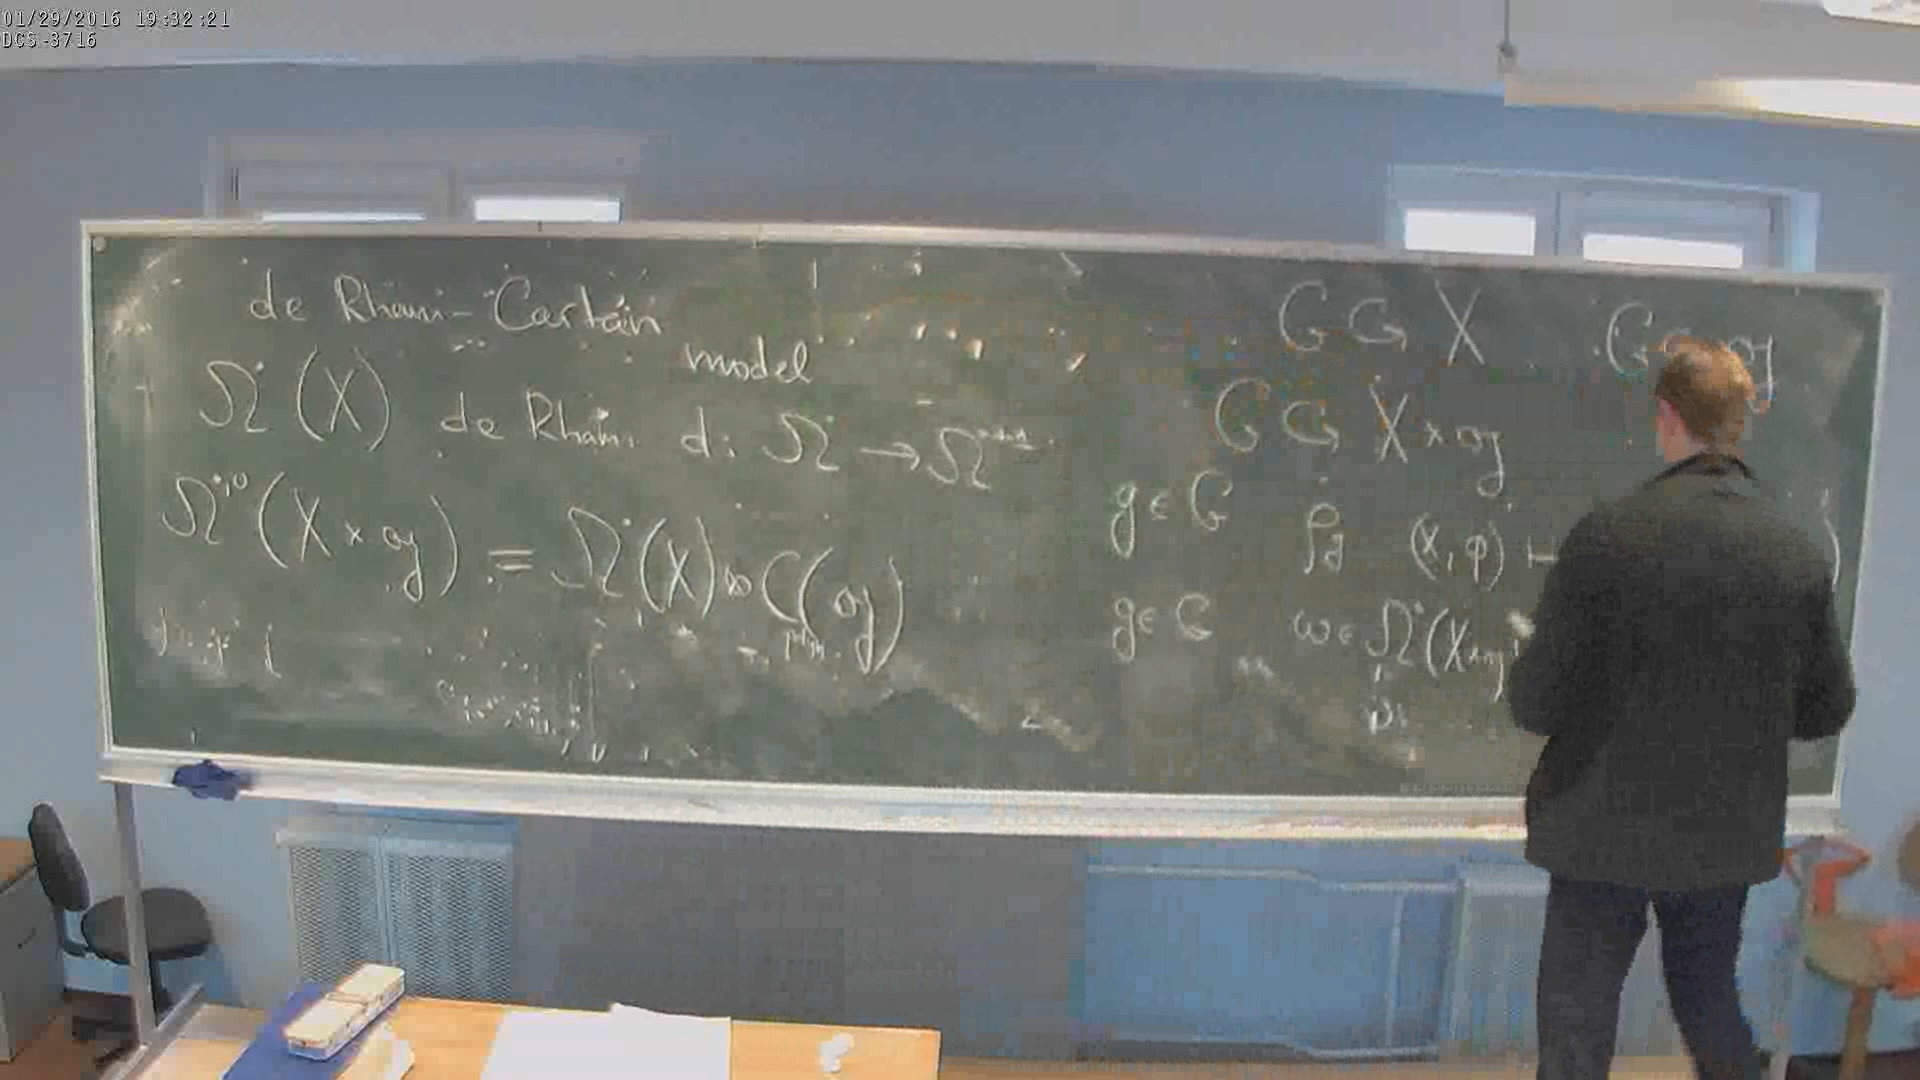 01/29/2016 19:32:21
DCS-3716
de Rham-Cartan
model
Ω˙(X) de Rham d: Ω˙ → Ω˙⁺¹
Ω˙,⁰(X × 𝔤) = Ω˙(X) ⊗ C(𝔤)
G ↻ X G ↻ 𝔤
G ↻ X × 𝔤
g ∈ G ρ_g (x, φ) ↦
g ∈ G ω ∈ Ω˙(X × 𝔤)